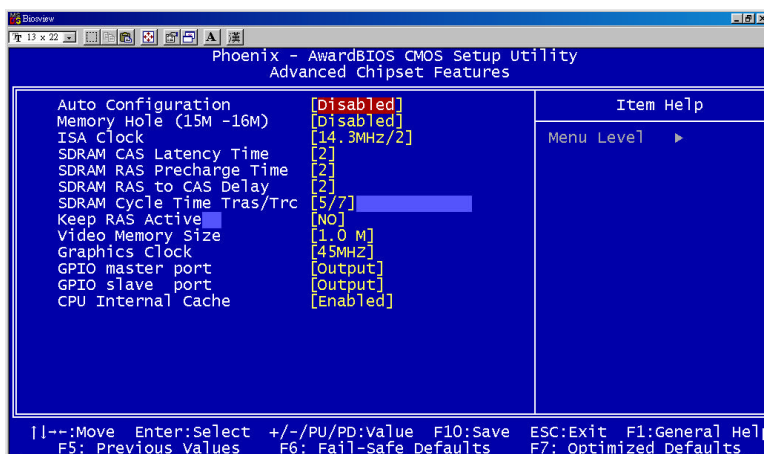 Biosview
Tr 13 x 22 A 漢
Phoenix - AwardBIOS CMOS Setup Utility
Advanced Chipset Features
Auto Configuration [Disabled]
Memory Hole (15M -16M) [Disabled]
ISA Clock [14.3MHz/2]
SDRAM CAS Latency Time [2]
SDRAM RAS Precharge Time [2]
SDRAM RAS to CAS Delay [2]
SDRAM Cycle Time Tras/Trc [5/7]
Keep RAS Active [NO]
Video Memory Size [1.0 M]
Graphics Clock [45MHZ]
GPIO master port [Output]
GPIO slave port [Output]
CPU Internal Cache [Enabled]
Item Help
Menu Level ►
↑↓→←:Move Enter:Select +/-/PU/PD:Value F10:Save ESC:Exit F1:General Help
F5: Previous Values F6: Fail-Safe Defaults F7: Optimized Defaults